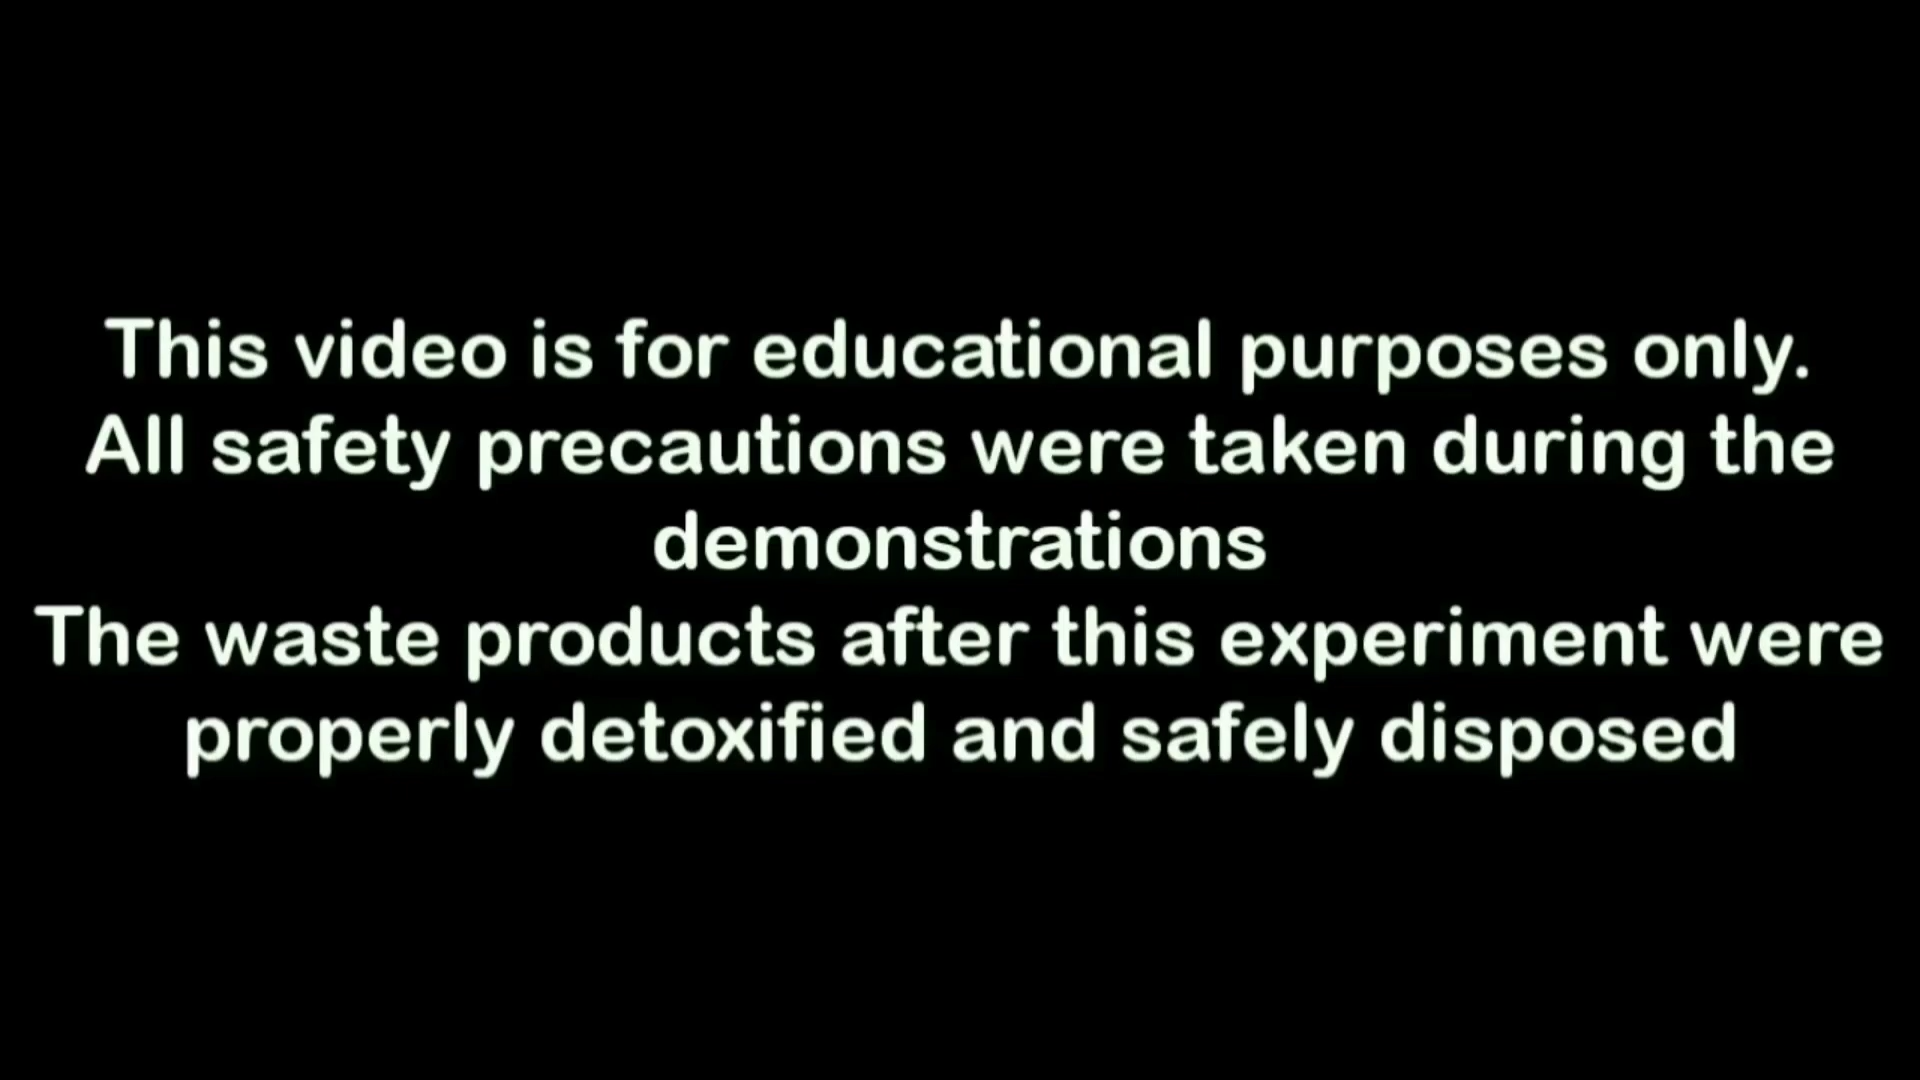 This video is for educational purposes only.
All safety precautions were taken during the
demonstrations
The waste products after this experiment were
properly detoxified and safely disposed